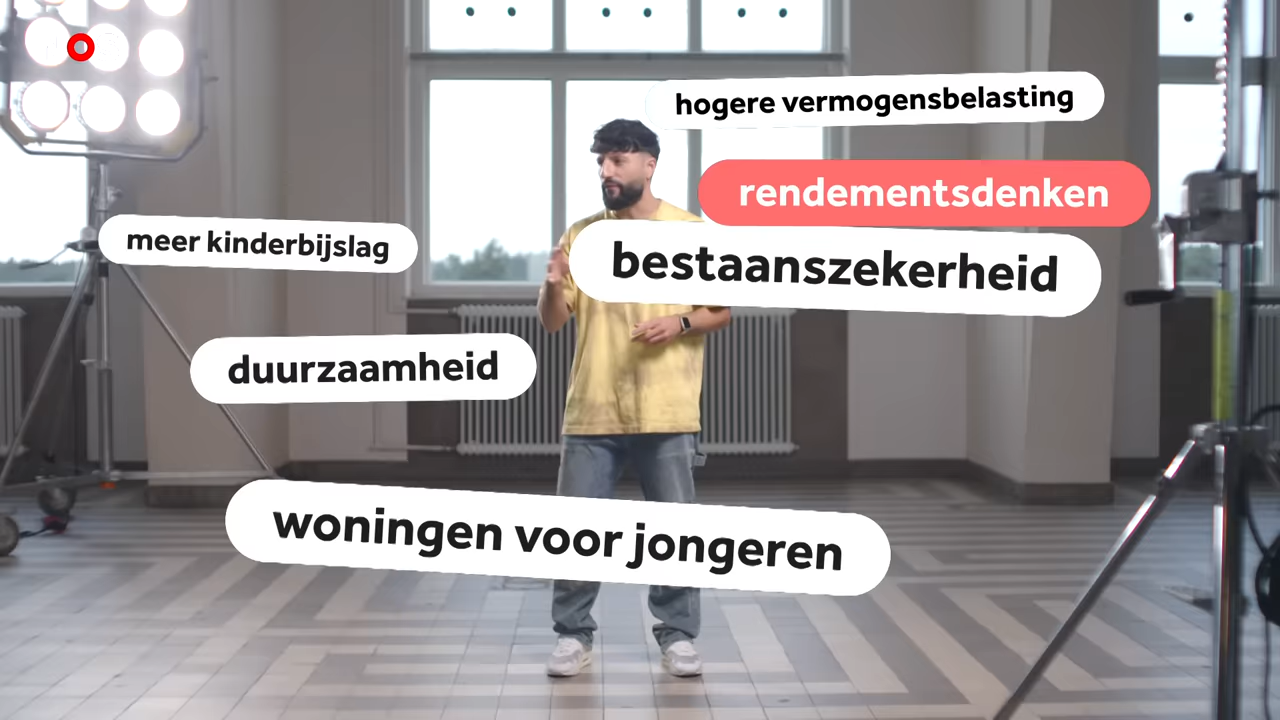 hogere vermogensbelasting
rendementsdenken
meer kinderbijslag
bestaanszekerheid
duurzaamheid
woningen voor jongeren